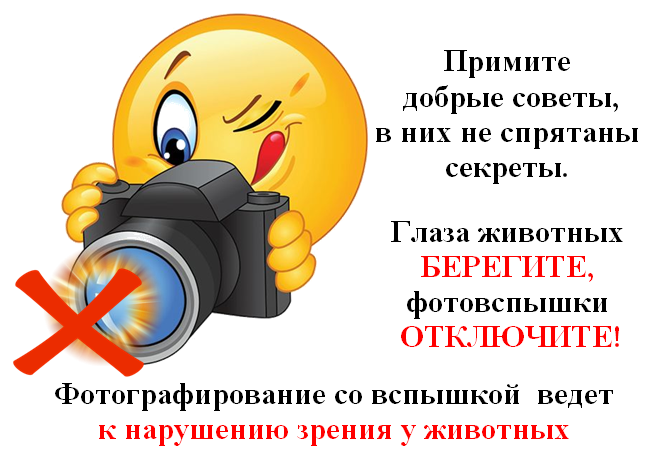 Примите
добрые советы,
в них не спрятаны
секреты.
Глаза животных
БЕРЕГИТЕ,
фотовспышки
ОТКЛЮЧИТЕ!
Фотографирование со вспышкой ведет
к нарушению зрения у животных